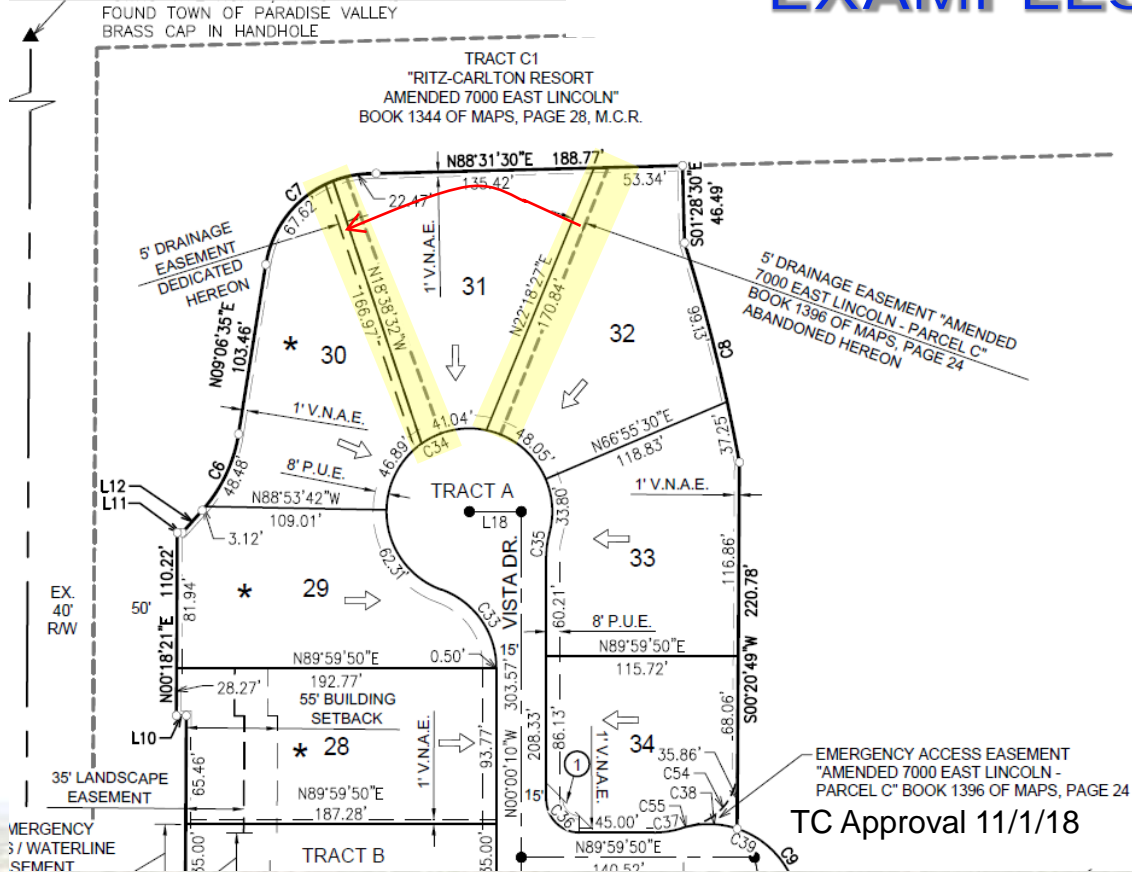 EXAMPLES
FOUND TOWN OF PARADISE VALLEY
BRASS CAP IN HANDHOLE
TRACT C1
"RITZ-CARLTON RESORT
AMENDED 7000 EAST LINCOLN"
BOOK 1344 OF MAPS, PAGE 28, M.C.R.
N88°31'30"E 188.77'
135.42'
53.34'
22.47'
C7
67.62'
S01°28'30"E
46.49'
5' DRAINAGE
EASEMENT
DEDICATED
HEREON
1' V.N.A.E.
31
N18°38'32"W
166.97'
N22°18'27"E
170.84'
5' DRAINAGE EASEMENT "AMENDED
7000 EAST LINCOLN - PARCEL C"
BOOK 1396 OF MAPS, PAGE 24
ABANDONED HEREON
32
99.13'
C8
N09°06'35"E
103.46'
* 30
1' V.N.A.E.
41.04'
C34
46.89'
48.05'
N66°55'30"E
118.83'
37.25'
C6
48.48'
8' P.U.E.
L12
L11
N88°53'42"W
109.01'
3.12'
TRACT A
L18
33.80'
C35
1' V.N.A.E.
62.31'
VISTA DR.
33
116.86'
N00°18'21"E 110.22'
81.94'
* 29
EX.
40'
R/W
50'
C33
60.21'
8' P.U.E.
S00°20'49"W 220.78'
N89°59'50"E
192.77'
0.50'
15'
N89°59'50"E
115.72'
28.27'
55' BUILDING
SETBACK
* 28
1' V.N.A.E.
93.77'
N00°00'10"W 303.57'
208.33'
86.13'
1' V.N.A.E.
34
68.06'
L10
65.46'
35' LANDSCAPE
EASEMENT
N89°59'50"E
187.28'
15'
1
35.86'
C54
C38
C55
C37
C36
45.00'
EMERGENCY ACCESS EASEMENT
"AMENDED 7000 EAST LINCOLN -
PARCEL C" BOOK 1396 OF MAPS, PAGE 24
TC Approval 11/1/18
MERGENCY
S / WATERLINE
SEMENT
35.00'
TRACT B
35.00'
N89°59'50"E
140.52'
C39
C9